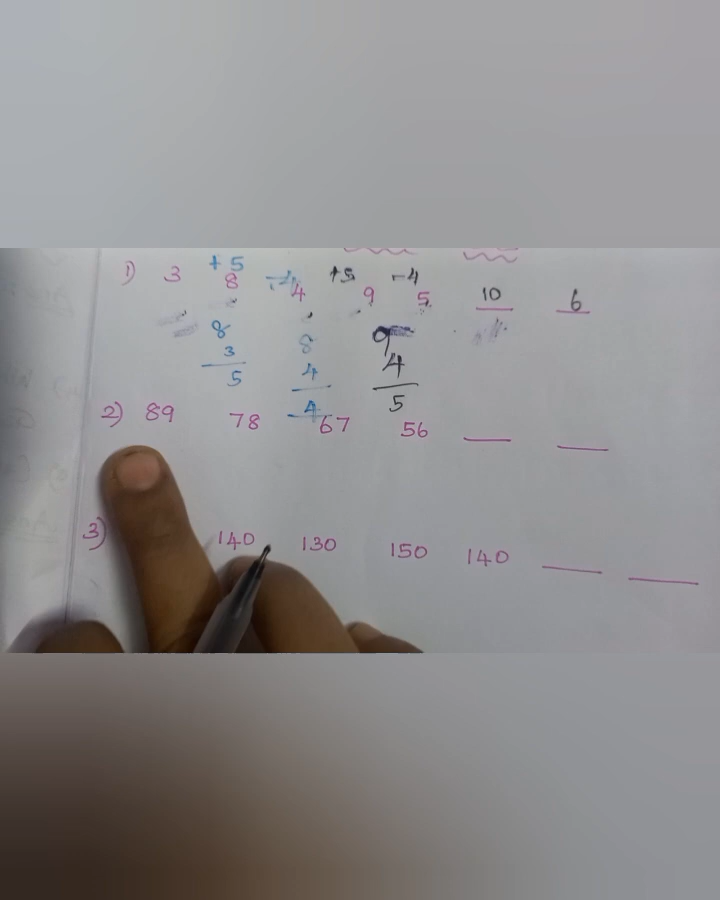 +5 -4 +5 -4
1) 3 8 4 9 5 10 6
8 8 9
3 4 4
5 4 5
2) 89 78 67 56
3) 140 130 150 140